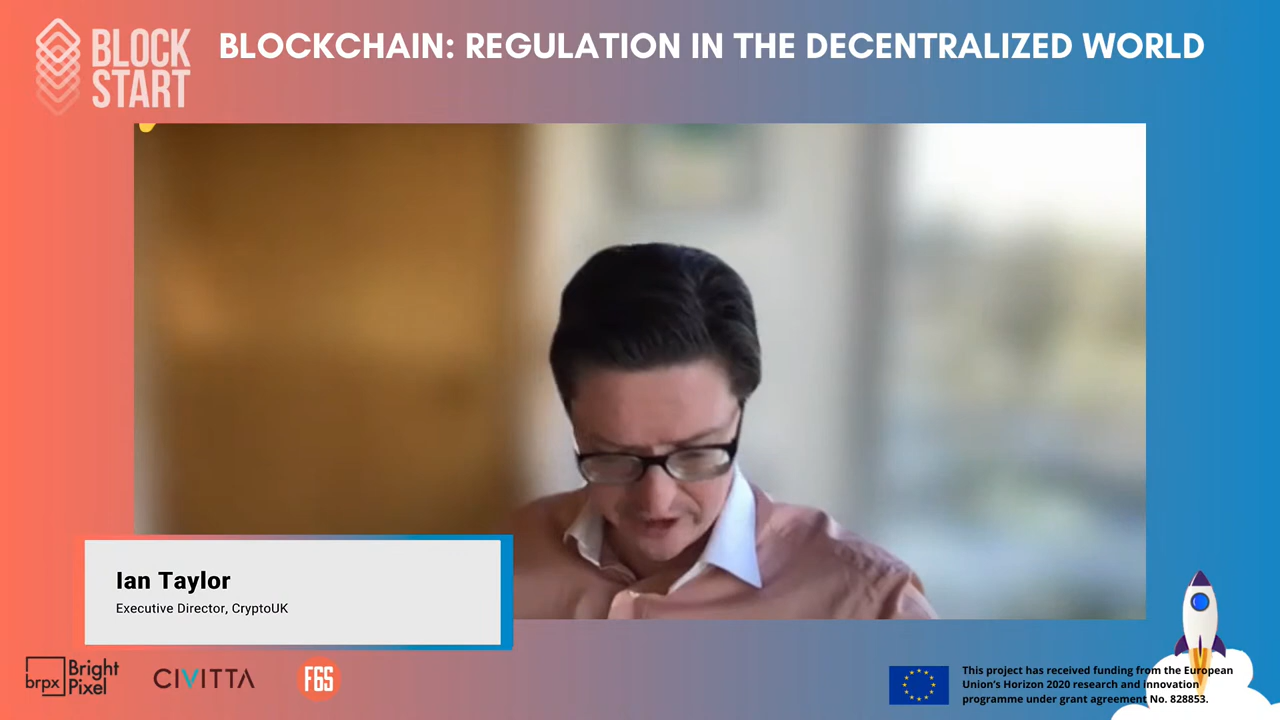 BLOCK
START
BLOCKCHAIN: REGULATION IN THE DECENTRALIZED WORLD
Ian Taylor
Executive Director, CryptoUK
brpx
Bright
Pixel
CIVITTA
F6S
This project has received funding from the European
Union's Horizon 2020 research and innovation
programme under grant agreement No. 828853.